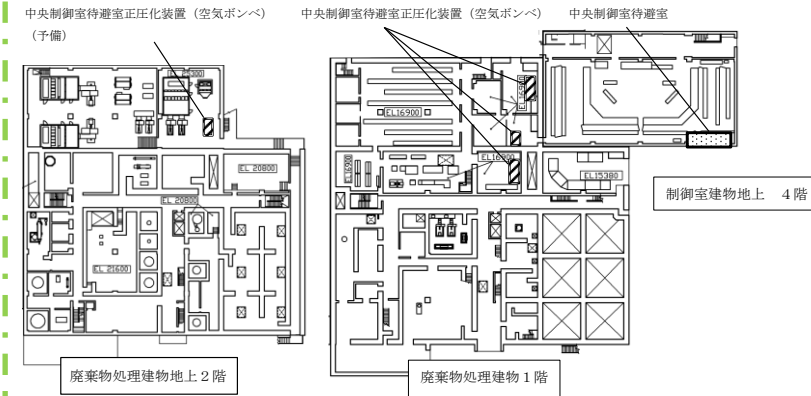 中央制御室待避室正圧化装置（空気ボンベ）
（予備）
中央制御室待避室正圧化装置（空気ボンベ）
中央制御室待避室
EL 20800
EL 20800
EL 21600
廃棄物処理建物地上２階
EL16900
EL16900
EL16900
EL16900
EL15380
廃棄物処理建物１階
制御室建物地上　４階